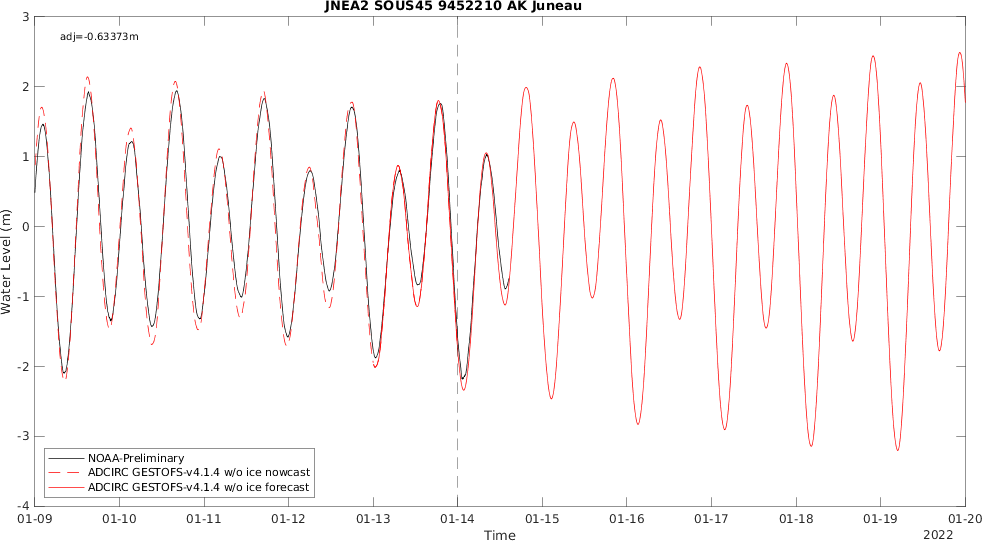 JNEA2 SOUS45 9452210 AK Juneau
adj=-0.63373m
3
2
1
0
-1
-2
-3
-4
Water Level (m)
NOAA-Preliminary
ADCIRC GESTOFS-v4.1.4 w/o ice nowcast
ADCIRC GESTOFS-v4.1.4 w/o ice forecast
01-09 01-10 01-11 01-12 01-13 01-14 01-15 01-16 01-17 01-18 01-19 01-20
Time
2022